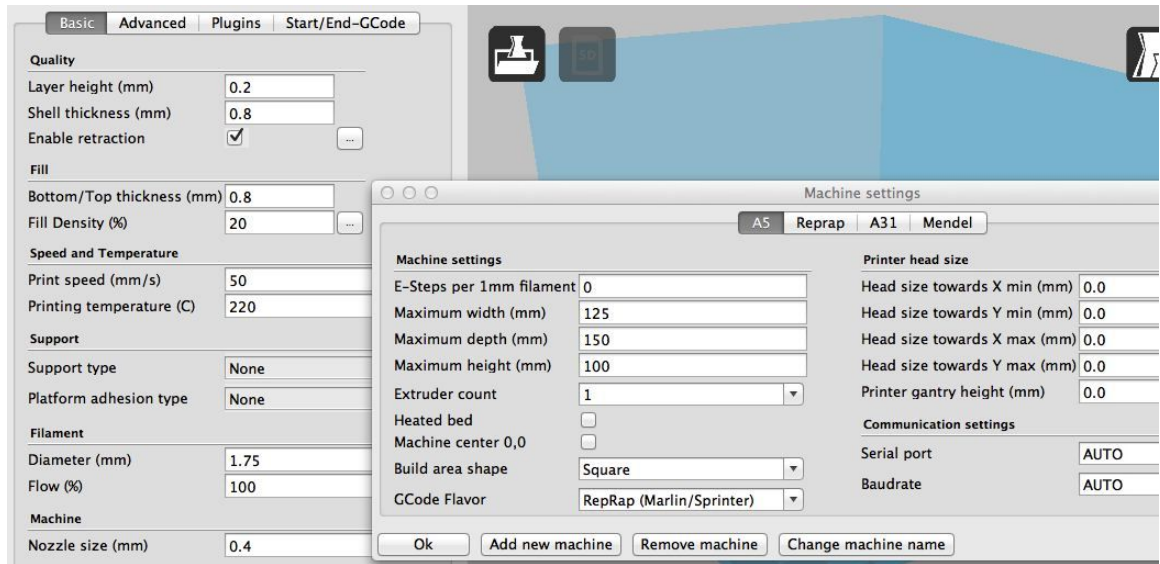 Basic Advanced Plugins Start/End-GCode
Quality
Layer height (mm) 0.2
Shell thickness (mm) 0.8
Enable retraction ...
Fill
Bottom/Top thickness (mm) 0.8
Fill Density (%) 20 ...
Speed and Temperature
Print speed (mm/s) 50
Printing temperature (C) 220
Support
Support type None
Platform adhesion type None
Filament
Diameter (mm) 1.75
Flow (%) 100
Machine
Nozzle size (mm) 0.4
SD
Machine settings
A5 Reprap A31 Mendel
Machine settings
E-Steps per 1mm filament 0
Maximum width (mm) 125
Maximum depth (mm) 150
Maximum height (mm) 100
Extruder count 1
Heated bed
Machine center 0,0
Build area shape Square
GCode Flavor RepRap (Marlin/Sprinter)
Printer head size
Head size towards X min (mm) 0.0
Head size towards Y min (mm) 0.0
Head size towards X max (mm) 0.0
Head size towards Y max (mm) 0.0
Printer gantry height (mm) 0.0
Communication settings
Serial port AUTO
Baudrate AUTO
Ok Add new machine Remove machine Change machine name